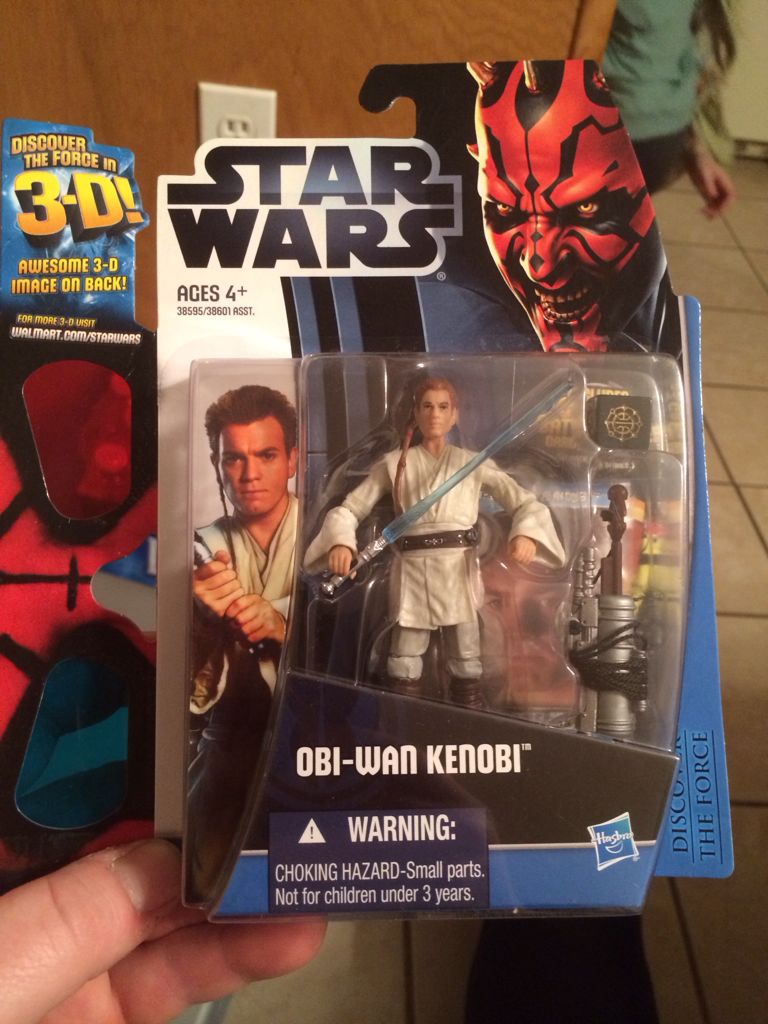 DISCOVER
THE FORCE IN
3-D!
AWESOME 3-D
IMAGE ON BACK!
FOR MORE 3-D VISIT
WALMART.COM/STARWARS
STAR
WARS®
AGES 4+
38595/38601 ASST.
OBI-WAN KENOBI™
WARNING:
CHOKING HAZARD-Small parts.
Not for children under 3 years.
Hasbro
DISCOVER
THE FORCE